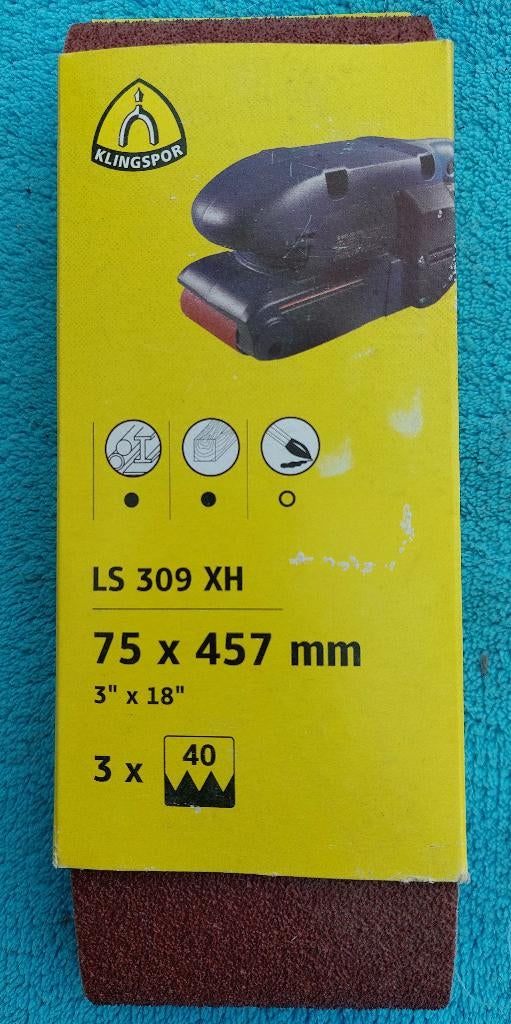 KLINGSPOR
LS 309 XH
75 x 457 mm
3" x 18"
3 x 40